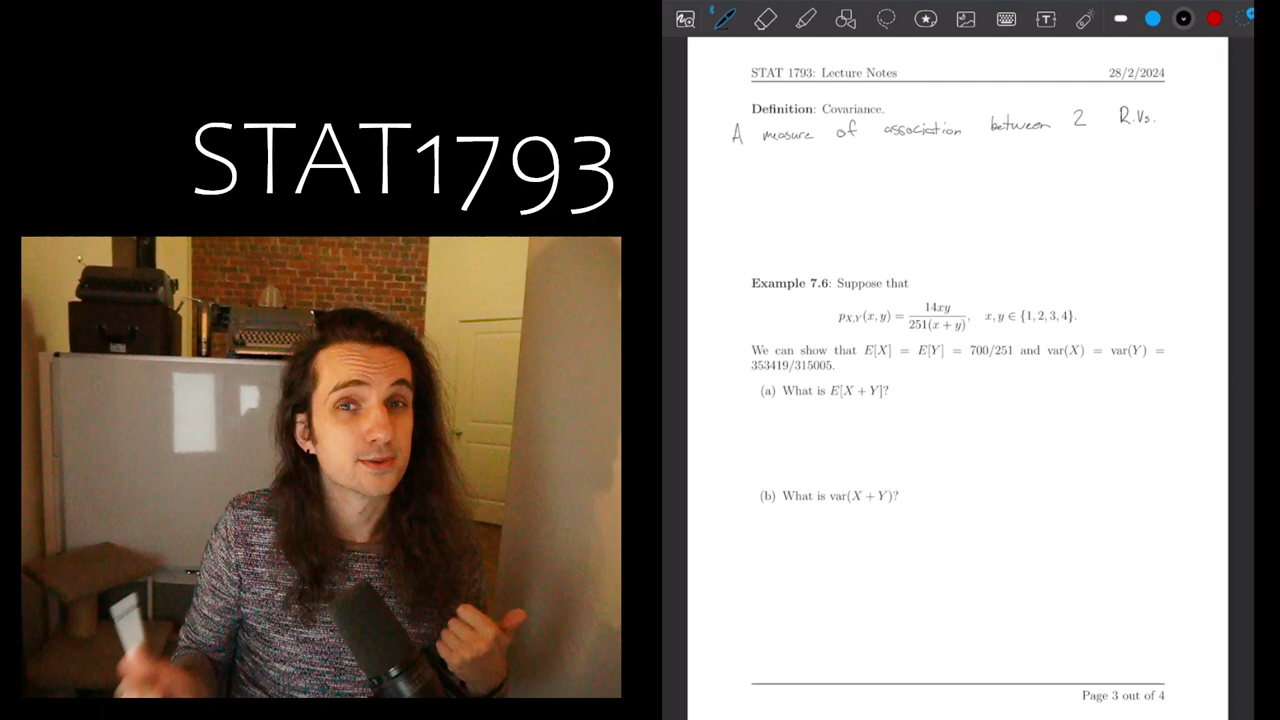 STAT1793
STAT 1793: Lecture Notes 28/2/2024
Definition: Covariance.
A measure of association between 2 R.Vs.
Example 7.6: Suppose that
p_{X,Y}(x, y) = 14xy / 251(x + y), x, y ∈ {1, 2, 3, 4}.
We can show that E[X] = E[Y] = 700/251 and var(X) = var(Y) =
353419/315005.
(a) What is E[X + Y]?
(b) What is var(X + Y)?
Page 3 out of 4